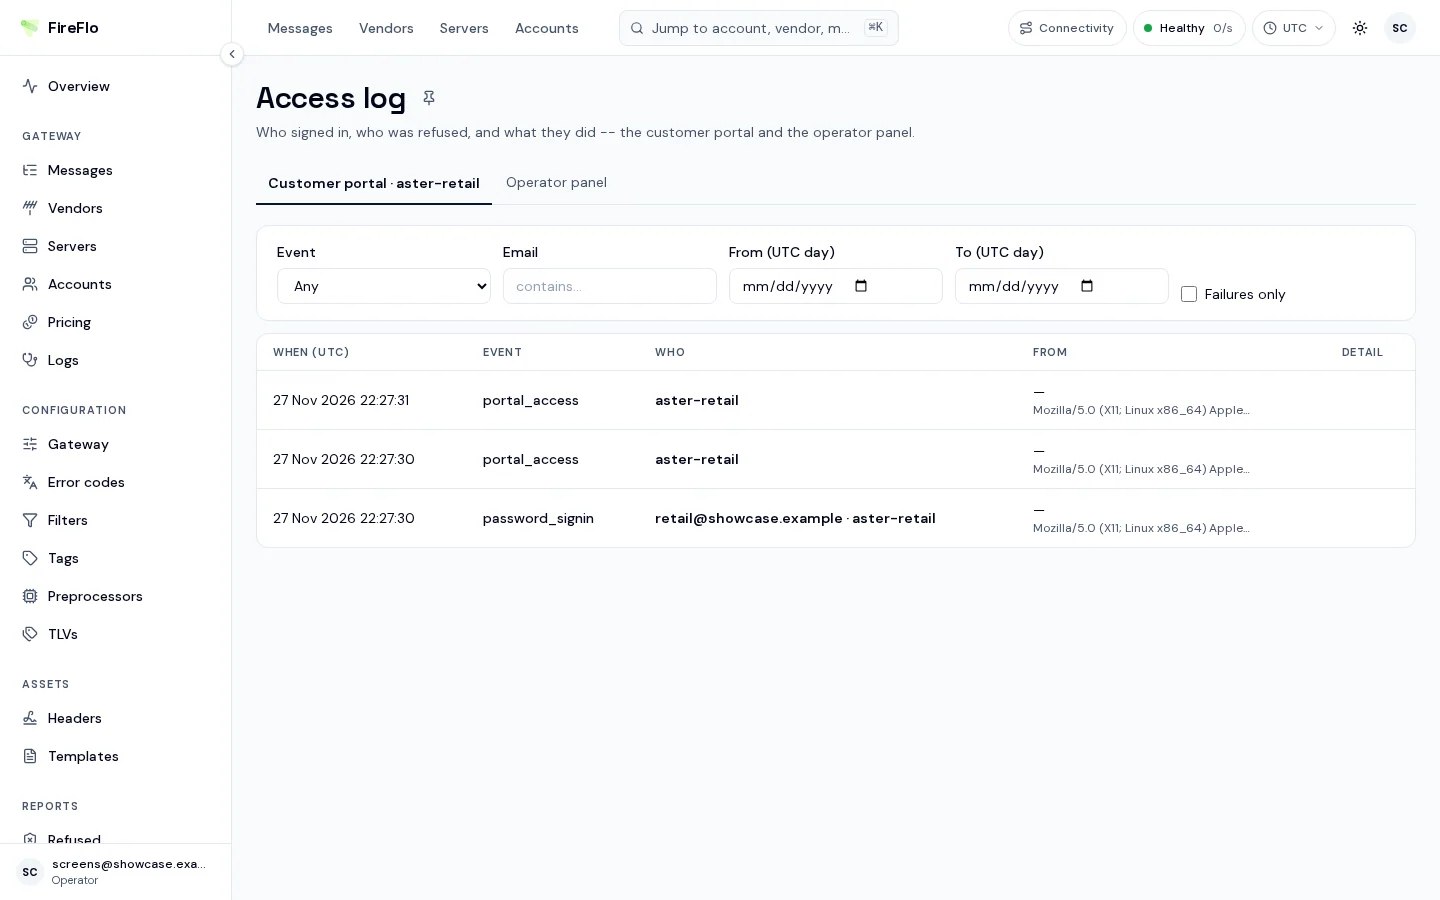 FireFlo
Messages
Vendors
Servers
Accounts
Jump to account, vendor, m...
⌘K
Connectivity
Healthy 0/s
UTC
SC
Overview
GATEWAY
Messages
Vendors
Servers
Accounts
Pricing
Logs
CONFIGURATION
Gateway
Error codes
Filters
Tags
Preprocessors
TLVs
ASSETS
Headers
Templates
REPORTS
Refused
SC
screens@showcase.exa...
Operator
Access log
Who signed in, who was refused, and what they did -- the customer portal and the operator panel.
Customer portal · aster-retail
Operator panel
Event
Email
From (UTC day)
To (UTC day)
Any
contains...
mm/dd/yyyy
mm/dd/yyyy
Failures only
WHEN (UTC) EVENT WHO FROM DETAIL
27 Nov 2026 22:27:31 portal_access aster-retail —
Mozilla/5.0 (X11; Linux x86_64) Apple...
27 Nov 2026 22:27:30 portal_access aster-retail —
Mozilla/5.0 (X11; Linux x86_64) Apple...
27 Nov 2026 22:27:30 password_signin retail@showcase.example · aster-retail —
Mozilla/5.0 (X11; Linux x86_64) Apple...